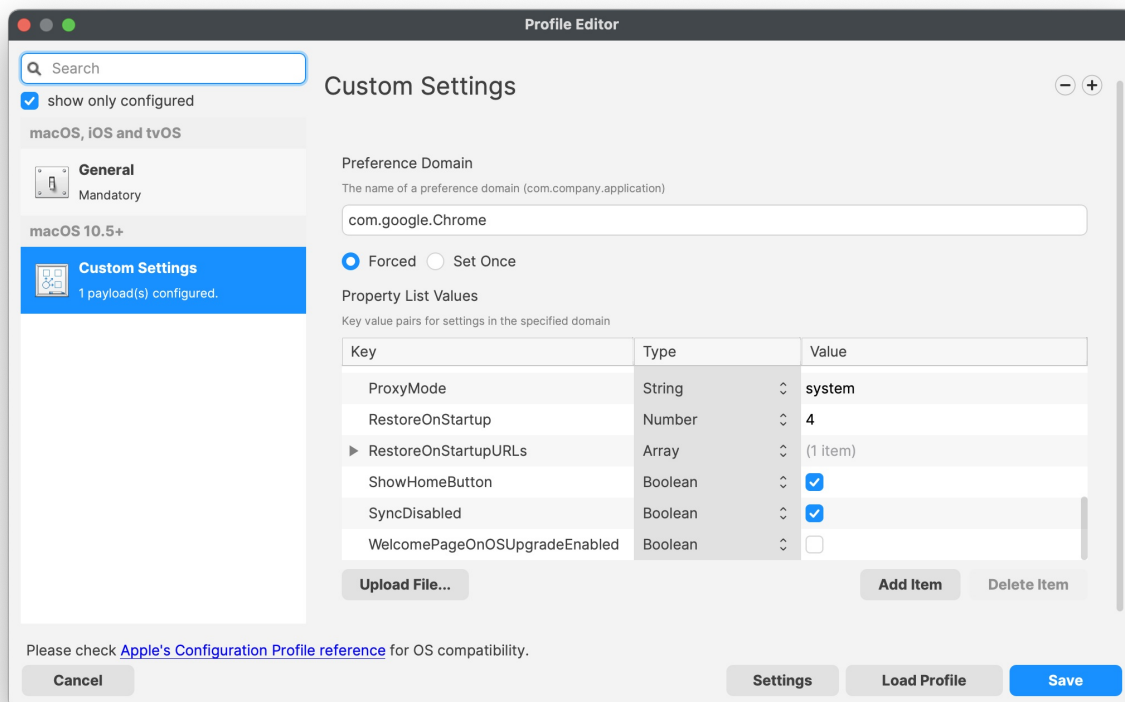 Profile Editor
Search
show only configured
macOS, iOS and tvOS
General
Mandatory
macOS 10.5+
Custom Settings
1 payload(s) configured.
Custom Settings
Preference Domain
The name of a preference domain (com.company.application)
com.google.Chrome
Forced Set Once
Property List Values
Key value pairs for settings in the specified domain
Key Type Value
ProxyMode String system
RestoreOnStartup Number 4
RestoreOnStartupURLs Array (1 item)
ShowHomeButton Boolean
SyncDisabled Boolean
WelcomePageOnOSUpgradeEnabled Boolean
Upload File... Add Item Delete Item
Please check Apple's Configuration Profile reference for OS compatibility.
Cancel Settings Load Profile Save